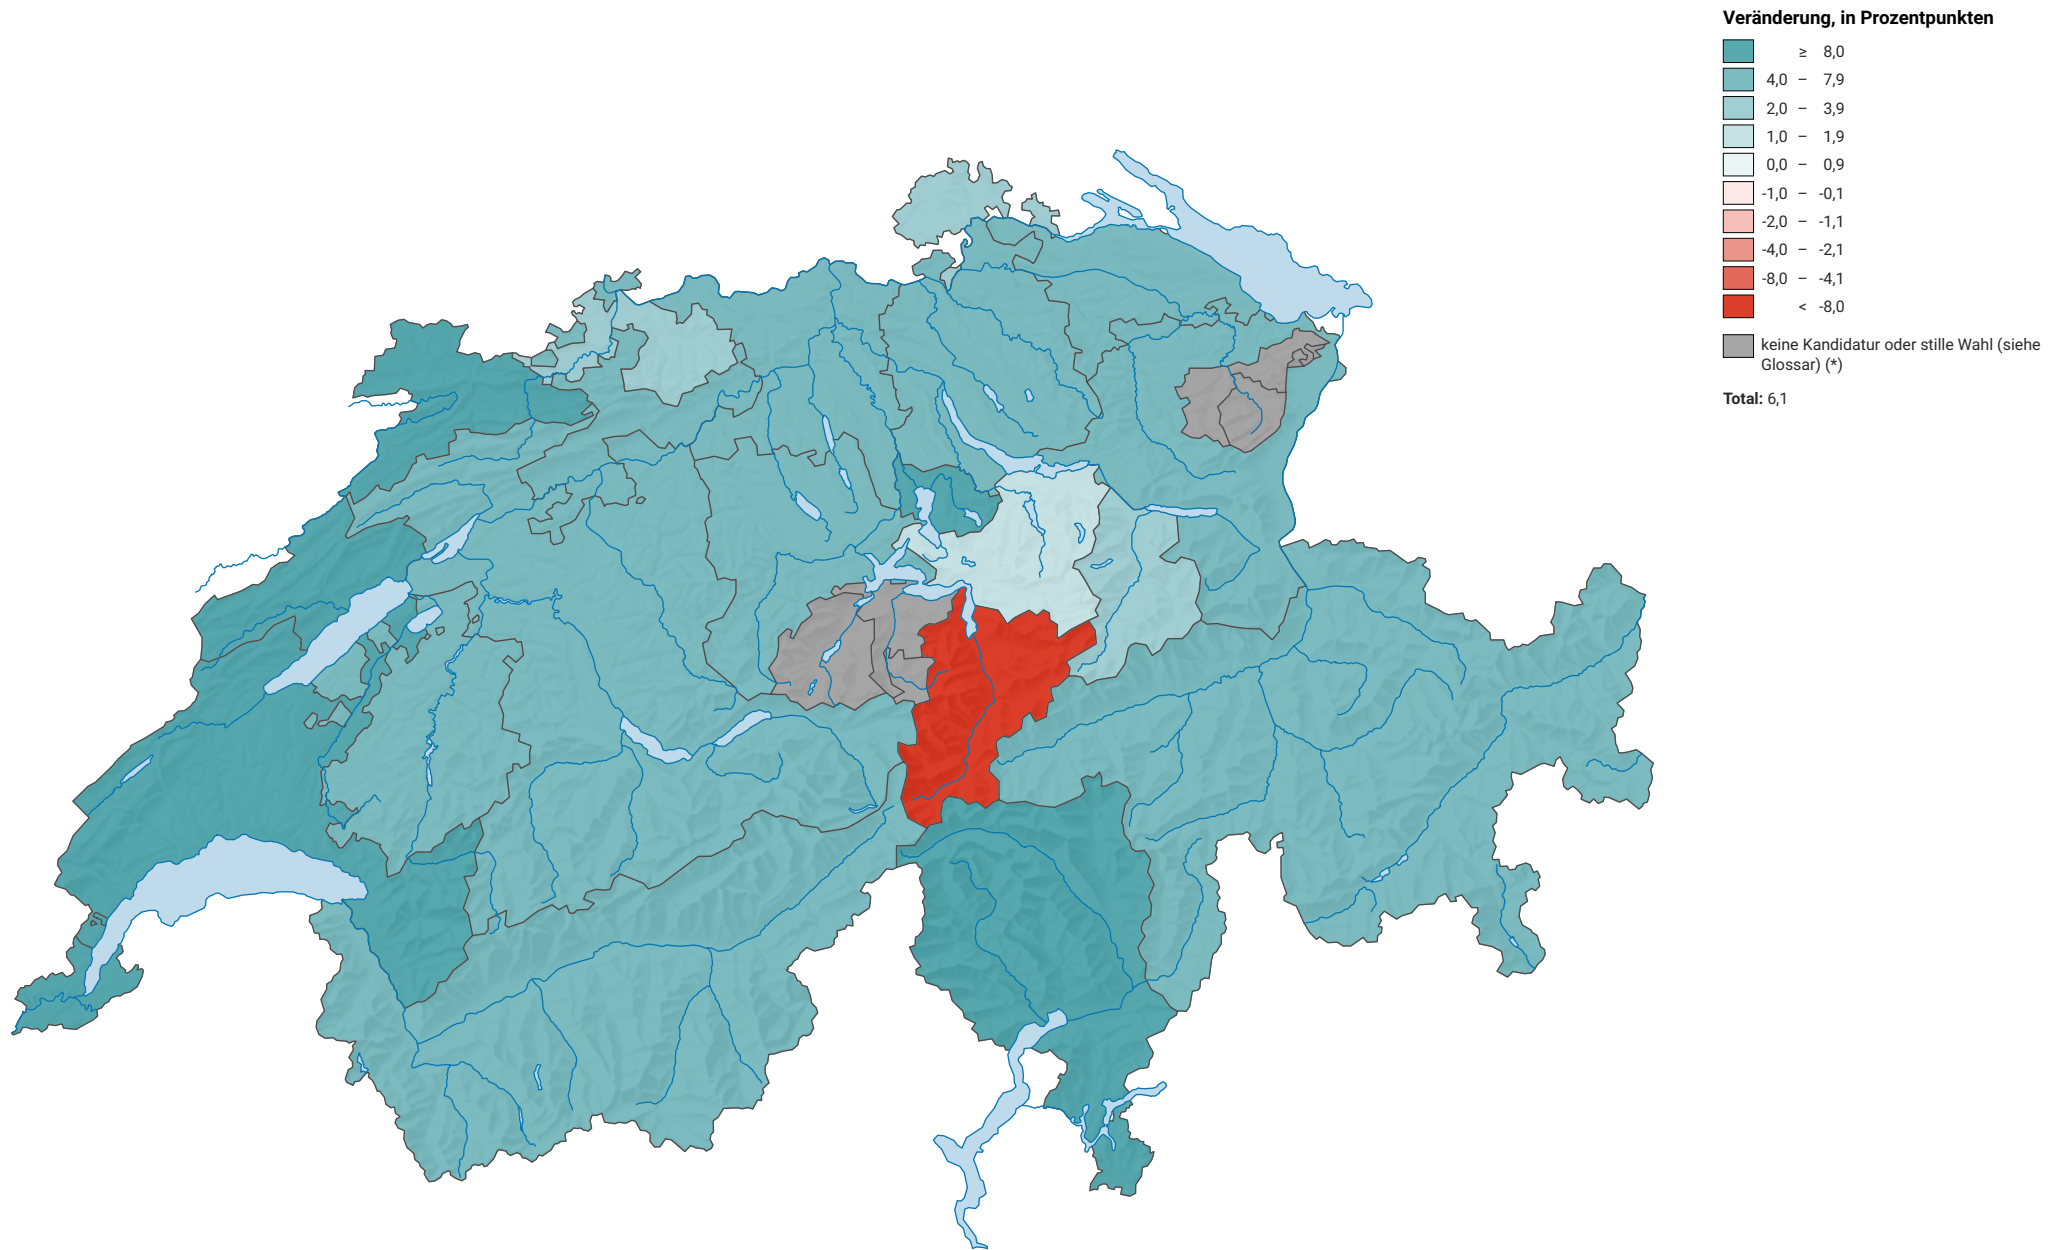 Veränderung, in Prozentpunkten
≥ 8,0
4,0 – 7,9
2,0 – 3,9
1,0 – 1,9
0,0 – 0,9
-1,0 – -0,1
-2,0 – -1,1
-4,0 – -2,1
-8,0 – -4,1
< -8,0
keine Kandidatur oder stille Wahl (siehe
Glossar) (*)
Total: 6,1